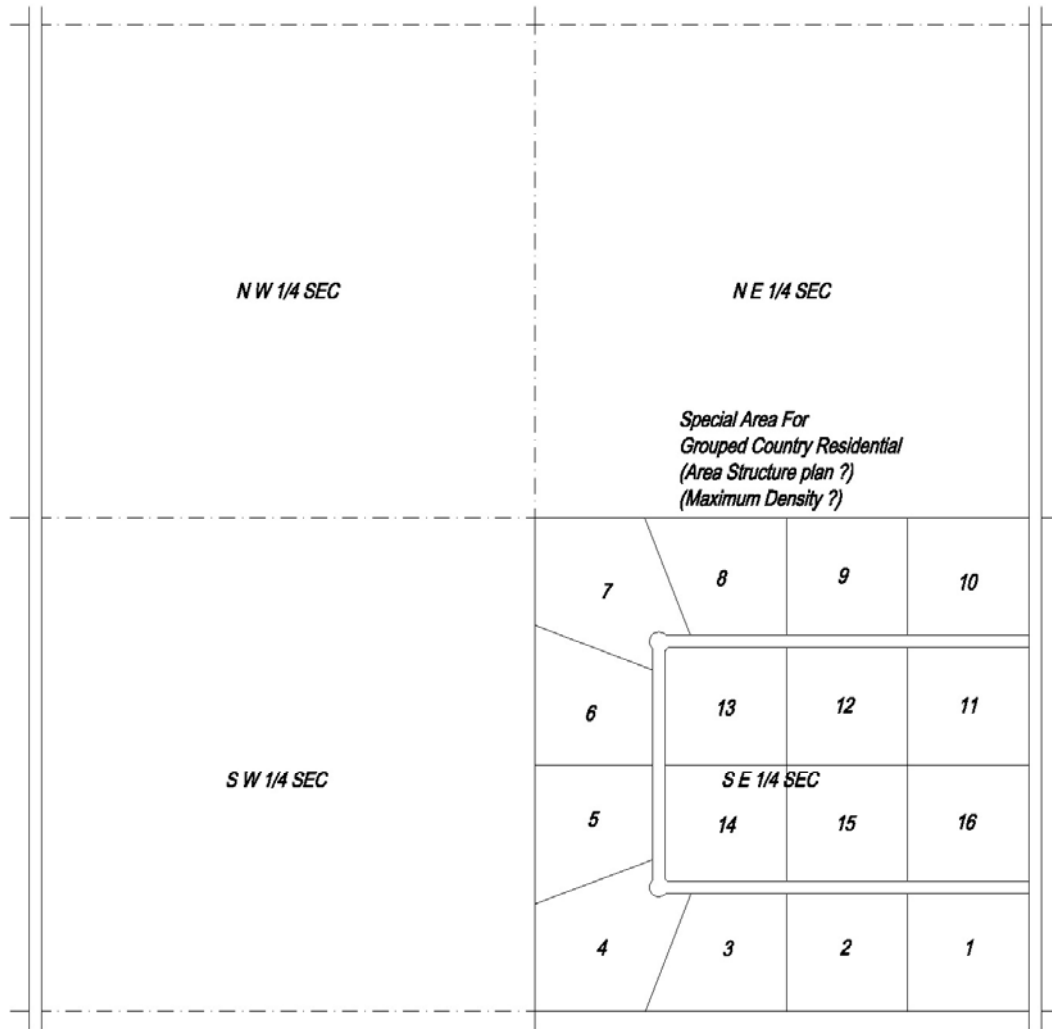 N W 1/4 SEC
N E 1/4 SEC
Special Area For
Grouped Country Residential
(Area Structure plan ?)
(Maximum Density ?)
7
8
9
10
6
13
12
11
S W 1/4 SEC
S E 1/4 SEC
5
14
15
16
4
3
2
1